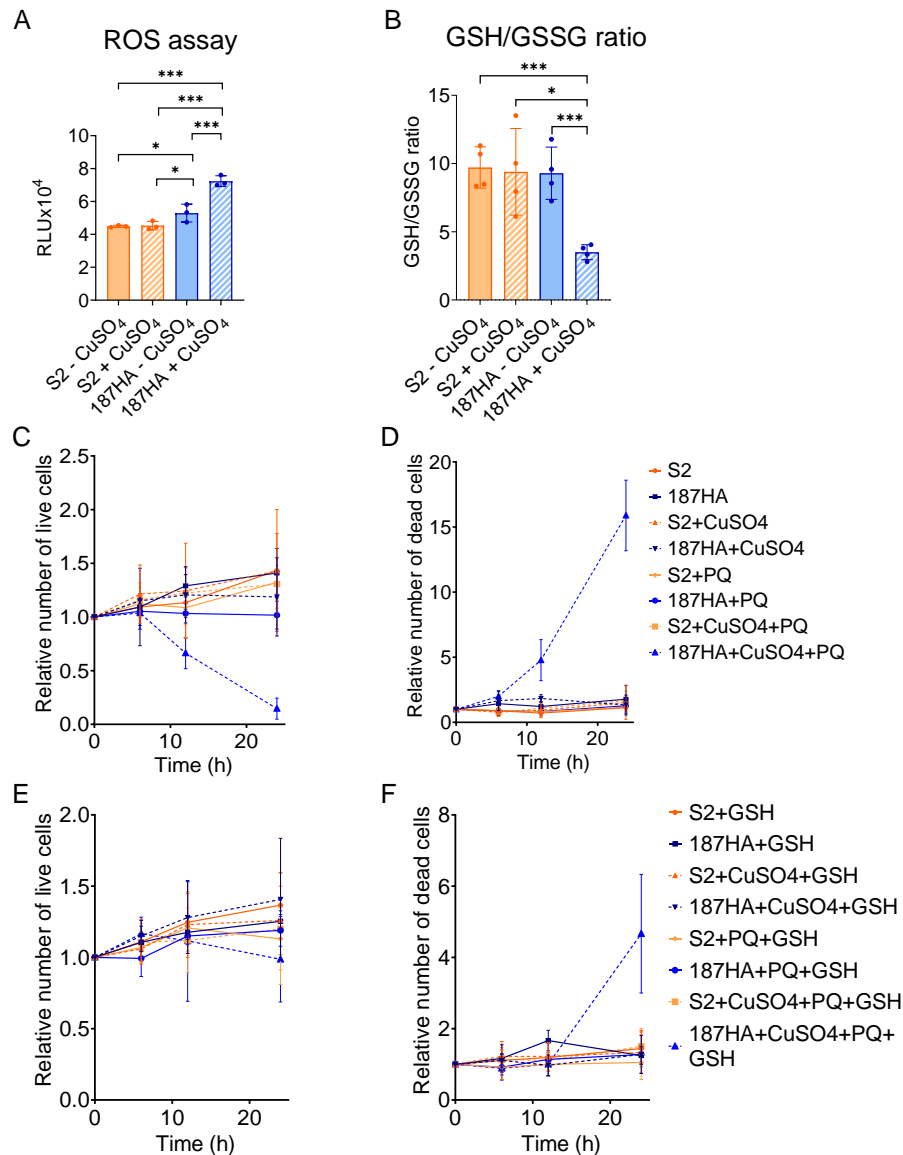 A
ROS assay
***
***
***
*
*
10
8
6
4
2
0
RLUx10⁴
S2 - CuSO₄
S2 + CuSO₄
187HA - CuSO₄
187HA + CuSO₄
B
GSH/GSSG ratio
***
*
***
15
10
5
0
GSH/GSSG ratio
S2 - CuSO₄
S2 + CuSO₄
187HA - CuSO₄
187HA + CuSO₄
C
2.5
2.0
1.5
1.0
0.5
0.0
Relative number of live cells
0 10 20
Time (h)
D
20
15
10
5
0
Relative number of dead cells
0 10 20
Time (h)
S2
187HA
S2+CuSO4
187HA+CuSO4
S2+PQ
187HA+PQ
S2+CuSO4+PQ
187HA+CuSO4+PQ
E
2.0
1.5
1.0
0.5
0.0
Relative number of live cells
0 10 20
Time (h)
F
8
6
4
2
0
Relative number of dead cells
0 10 20
Time (h)
S2+GSH
187HA+GSH
S2+CuSO4+GSH
187HA+CuSO4+GSH
S2+PQ+GSH
187HA+PQ+GSH
S2+CuSO4+PQ+GSH
187HA+CuSO4+PQ+
GSH